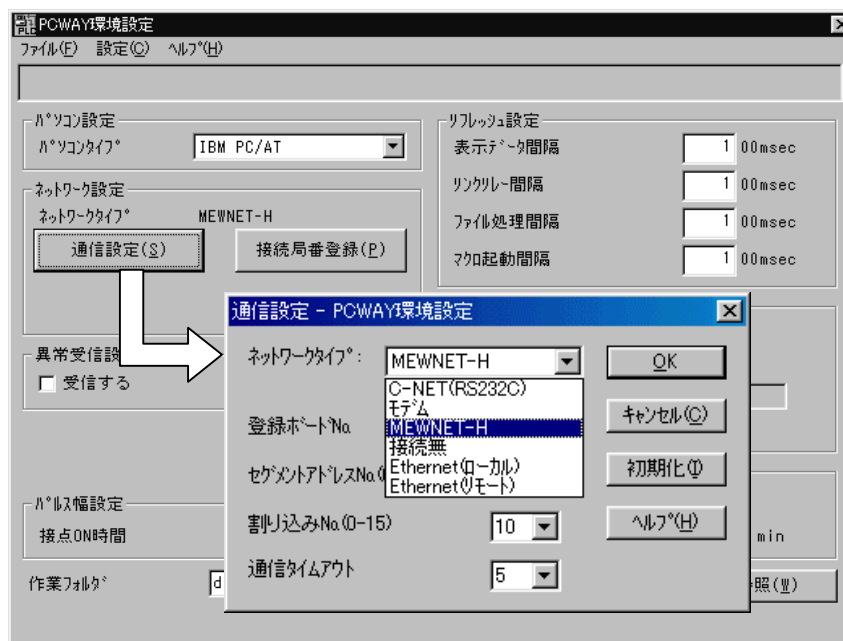 PCWAY環境設定
ﾌｧｲﾙ(F) 設定(C) ﾍﾙﾌﾟ(H)
ﾊﾟｿｺﾝ設定
ﾊﾟｿｺﾝﾀｲﾌﾟ IBM PC/AT
ﾈｯﾄﾜｰｸ設定
ﾈｯﾄﾜｰｸﾀｲﾌﾟ MEWNET-H
通信設定(S) 接続局番登録(P)
異常受信設
受信する
ﾊﾟﾙｽ幅設定
接点ON時間
作業ﾌｫﾙﾀﾞ d
ﾘﾌﾚｯｼｭ設定
表示ﾃﾞｰﾀ間隔 1 00msec
ﾘﾝｸﾘﾚｰ間隔 1 00msec
ﾌｧｲﾙ処理間隔 1 00msec
ﾏｸﾛ起動間隔 1 00msec
min
照(W)
通信設定 - PCWAY環境設定
ﾈｯﾄﾜｰｸﾀｲﾌﾟ: MEWNET-H
C-NET(RS232C)
ﾓﾃﾞﾑ
MEWNET-H
接続無
Ethernet(ﾛｰｶﾙ)
Ethernet(ﾘﾓｰﾄ)
登録ﾎﾞｰﾄﾞNo.
ｾｸﾞﾒﾝﾄｱﾄﾞﾚｽNo.(
割り込みNo.(0-15) 10
通信ﾀｲﾑｱｳﾄ 5
OK
ｷｬﾝｾﾙ(C)
初期化(I)
ﾍﾙﾌﾟ(H)